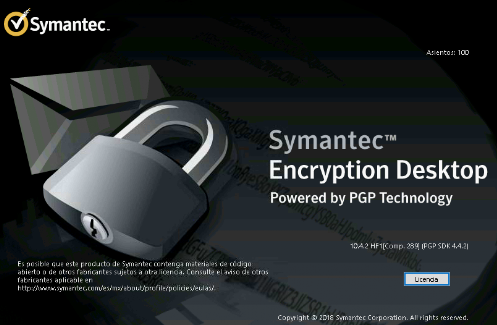 Symantec™
Asientos: 100
Symantec™
Encryption Desktop
Powered by PGP Technology
10.4.2 HF1[Comp. 289] (PGP SDK 4.4.2)
Es posible que este producto de Symantec contenga materiales de código
abierto o de otros fabricantes sujetos a otra licencia. Consulte el aviso de otros
fabricantes aplicable en
http://www.symantec.com/es/mx/about/profile/policies/eulas/.
Licencia
Copyright © 2018 Symantec Corporation. All rights reserved.